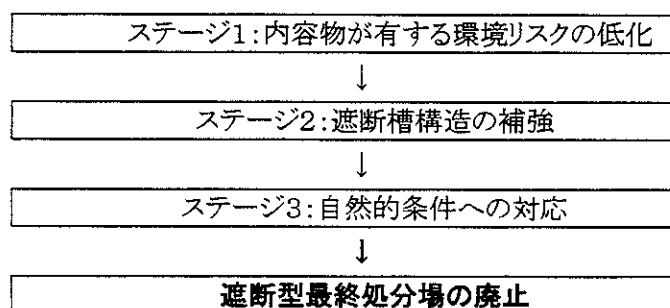 ステージ1:内容物が有する環境リスクの低化
↓
ステージ2:遮断槽構造の補強
↓
ステージ3:自然的条件への対応
↓
遮断型最終処分場の廃止